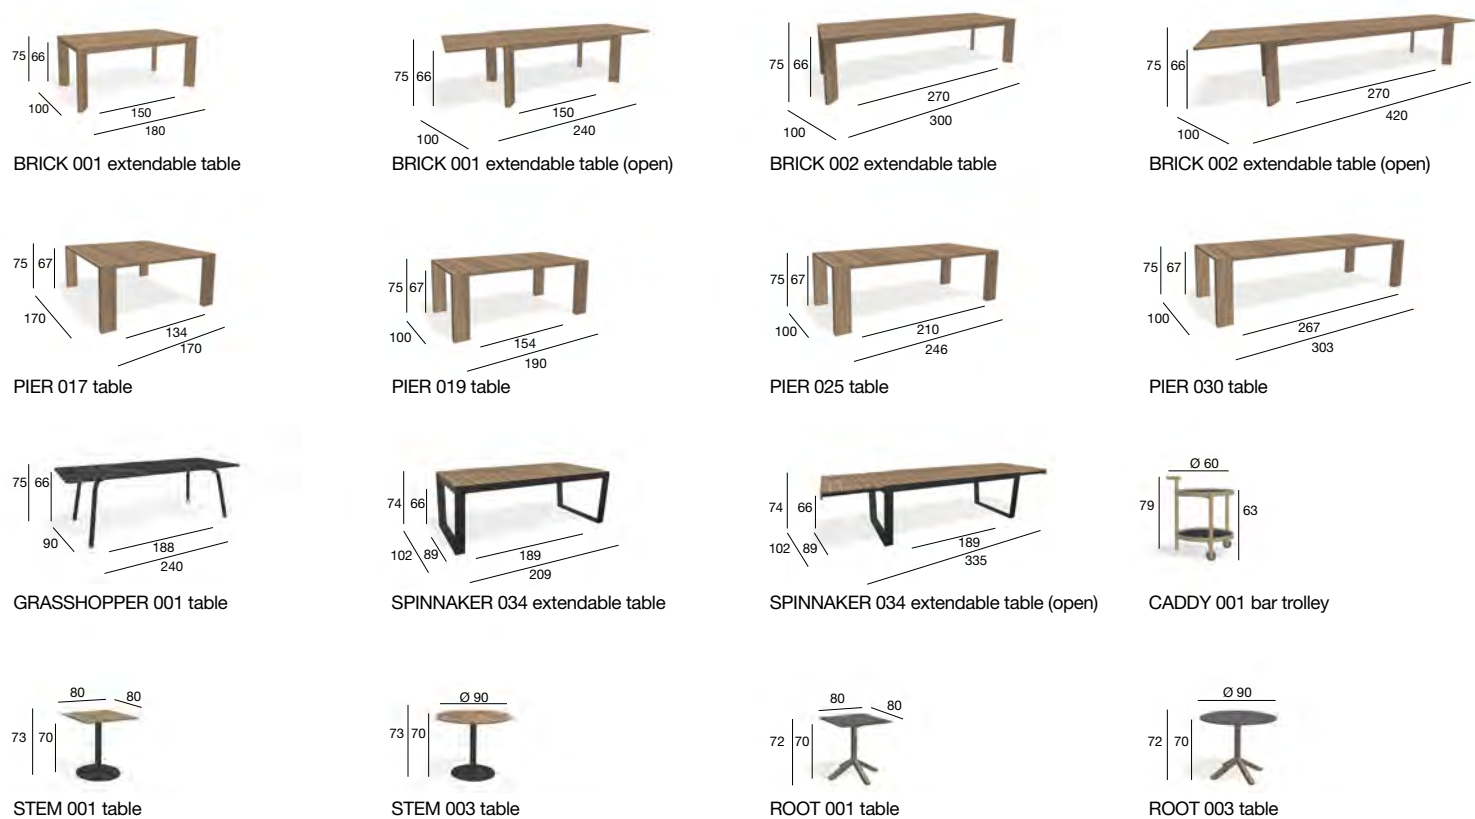 75 66
100
150
180
BRICK 001 extendable table
75 66
100
150
240
BRICK 001 extendable table (open)
75 66
100
270
300
BRICK 002 extendable table
75 66
100
270
420
BRICK 002 extendable table (open)
75 67
170
134
170
PIER 017 table
75 67
100
154
190
PIER 019 table
75 67
100
210
246
PIER 025 table
75 67
100
267
303
PIER 030 table
75 66
90
188
240
GRASSHOPPER 001 table
74 66
102 89
189
209
SPINNAKER 034 extendable table
74 66
102 89
189
335
SPINNAKER 034 extendable table (open)
Ø 60
79 63
CADDY 001 bar trolley
80 80
73 70
STEM 001 table
Ø 90
73 70
STEM 003 table
80 80
72 70
ROOT 001 table
Ø 90
72 70
ROOT 003 table